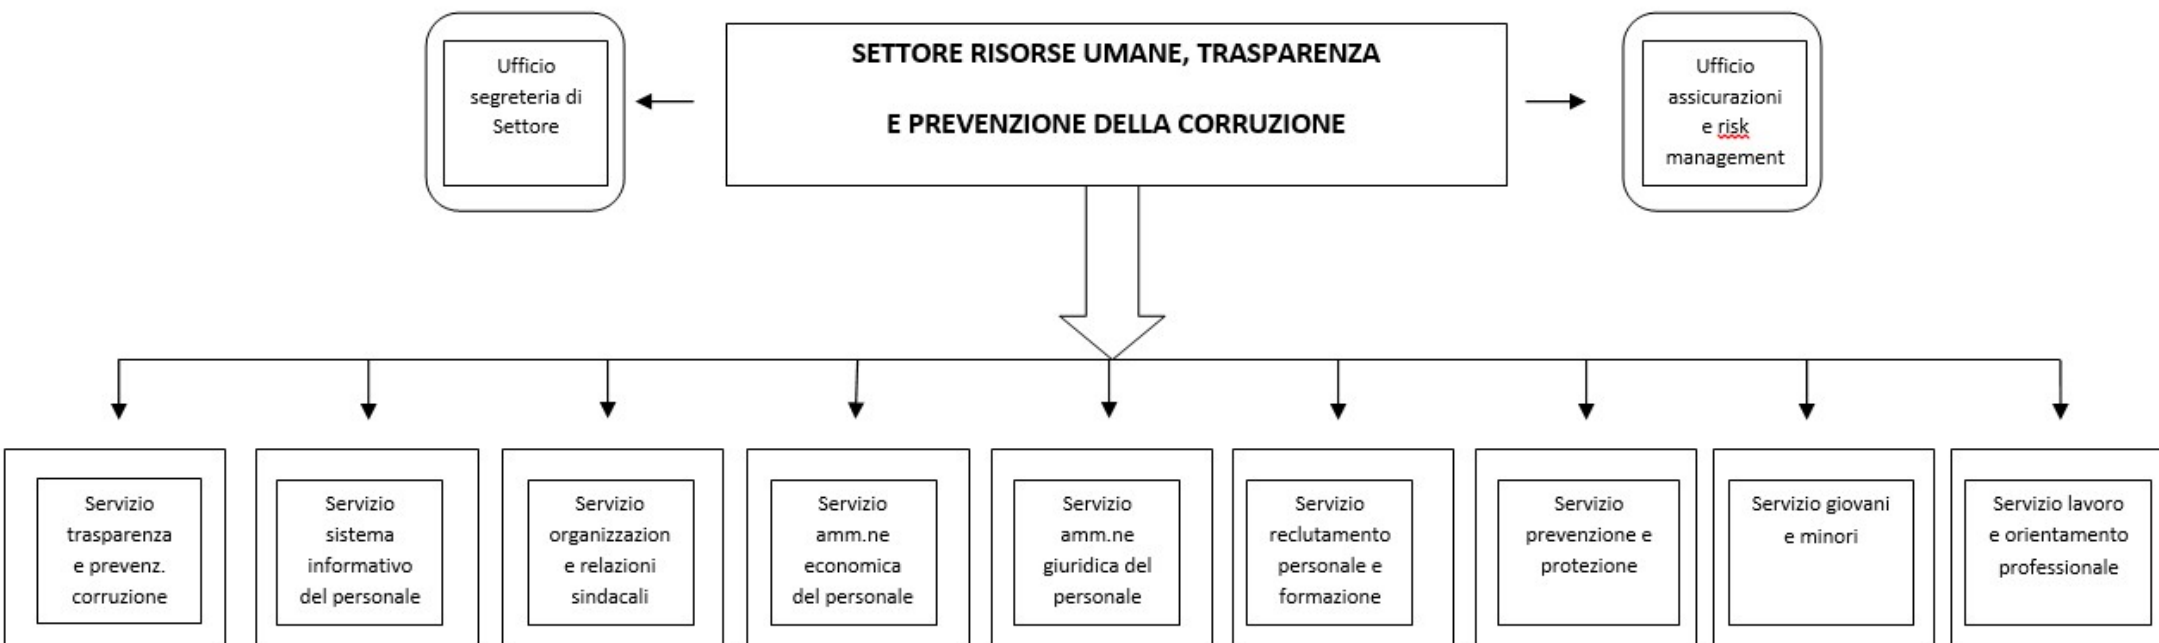 Ufficio
segreteria di
Settore
SETTORE RISORSE UMANE, TRASPARENZA
E PREVENZIONE DELLA CORRUZIONE
Ufficio
assicurazioni
e risk
management
Servizio
trasparenza
e prevenz.
corruzione
Servizio
sistema
informativo
del personale
Servizio
organizzazion
e relazioni
sindacali
Servizio
amm.ne
economica
del personale
Servizio
amm.ne
giuridica del
personale
Servizio
reclutamento
personale e
formazione
Servizio
prevenzione e
protezione
Servizio giovani
e minori
Servizio lavoro
e orientamento
professionale